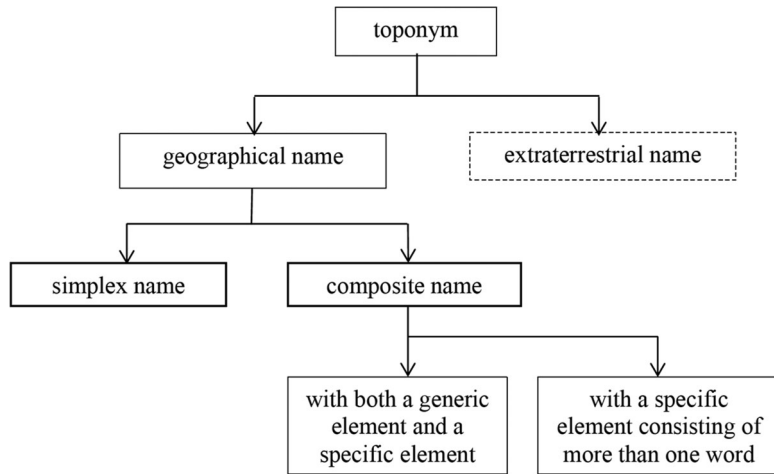 toponym
geographical name
extraterrestrial name
simplex name
composite name
with both a generic
element and a
specific element
with a specific
element consisting of
more than one word